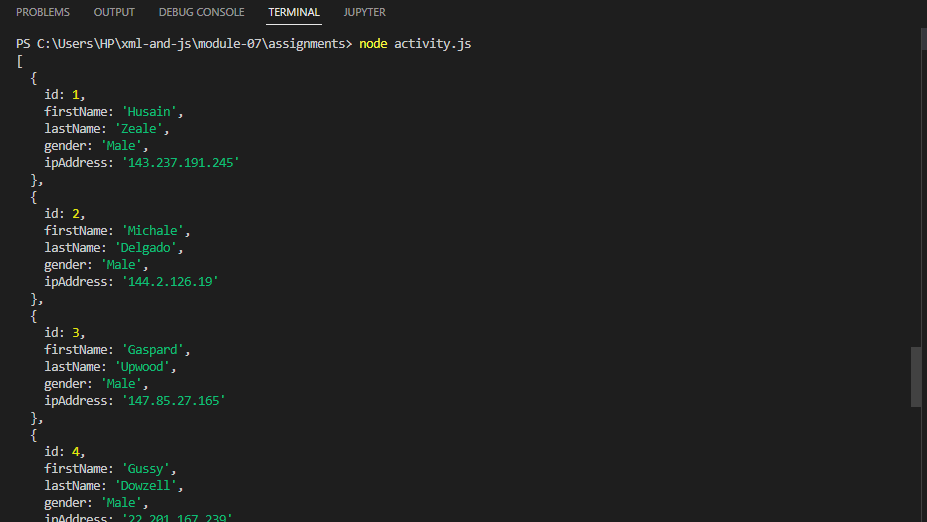 PROBLEMS OUTPUT DEBUG CONSOLE TERMINAL JUPYTER
PS C:\Users\HP\xml-and-js\module-07\assignments> node activity.js
[
  {
    id: 1,
    firstName: 'Husain',
    lastName: 'Zeale',
    gender: 'Male',
    ipAddress: '143.237.191.245'
  },
  {
    id: 2,
    firstName: 'Michale',
    lastName: 'Delgado',
    gender: 'Male',
    ipAddress: '144.2.126.19'
  },
  {
    id: 3,
    firstName: 'Gaspard',
    lastName: 'Upwood',
    gender: 'Male',
    ipAddress: '147.85.27.165'
  },
  {
    id: 4,
    firstName: 'Gussy',
    lastName: 'Dowzell',
    gender: 'Male',
    ipAddress: '22.201.167.239'